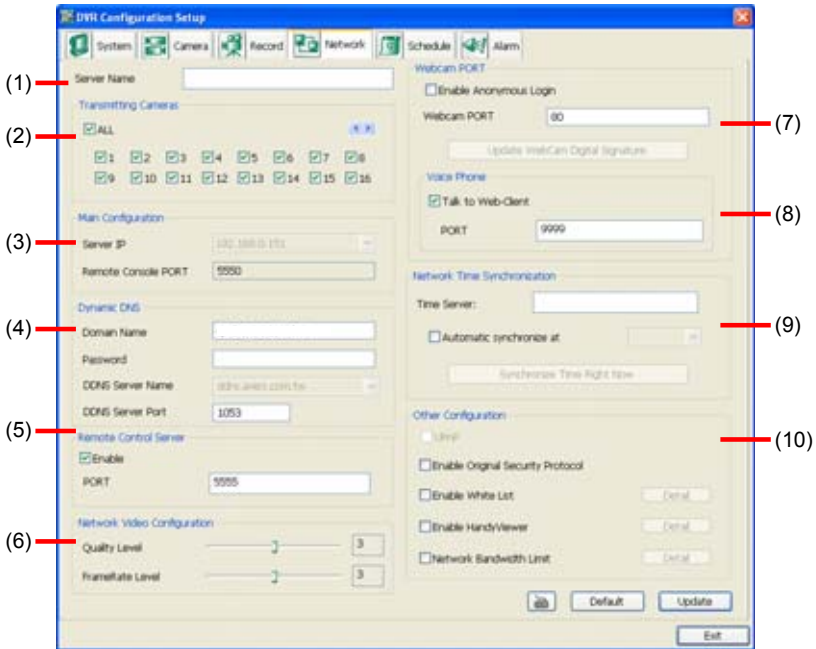 DVR Configuration Setup
System Camera Record Network Schedule Alarm
(1)
Server Name
(2)
Transmitting Cameras
ALL
1 2 3 4 5 6 7 8
9 10 11 12 13 14 15 16
(3)
Main Configuration
Server IP 192.168.0.151
Remote Console PORT 5550
(4)
Dynamic DNS
Domain Name
Password
DDNS Server Name
DDNS Server Port 1053
(5)
Remote Control Server
Enable
PORT 5555
(6)
Network Video Configuration
Quality Level 3
FrameRate Level 3
Webcam PORT
Enable Anonymous Login
Webcam PORT 80
(7)
Update WebCam Digital Signature
Voice Phone
Talk to Web-Client
(8)
PORT 9999
Network Time Synchronization
Time Server:
(9)
Automatic synchronize at
Synchronize Time Right Now
Other Configuration
(10)
Enable Original Security Protocol
Enable White List Detail
Enable HandyViewer Detail
Network Bandwidth Limit Detail
Default Update
Exit